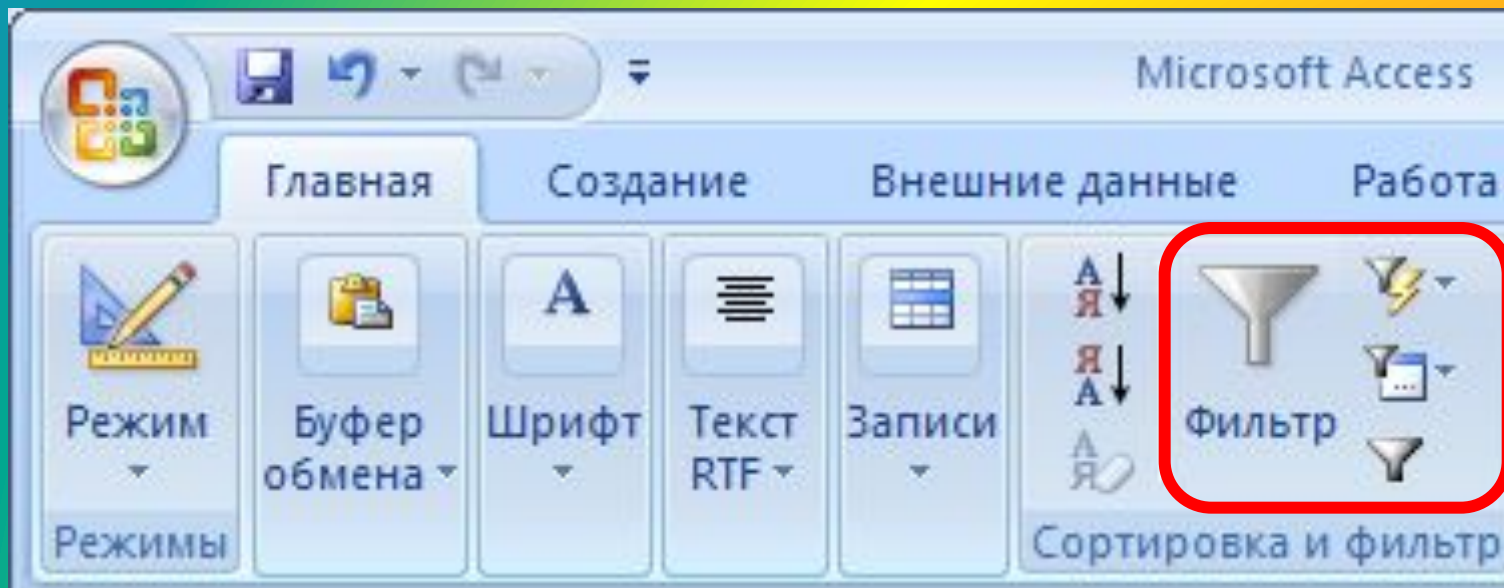 Microsoft Access
Главная Создание Внешние данные Работа
Режим
Буфер обмена
Шрифт
Текст RTF
Записи
А
Я
Я
А
А
Я
Фильтр
Режимы
Сортировка и фильтр